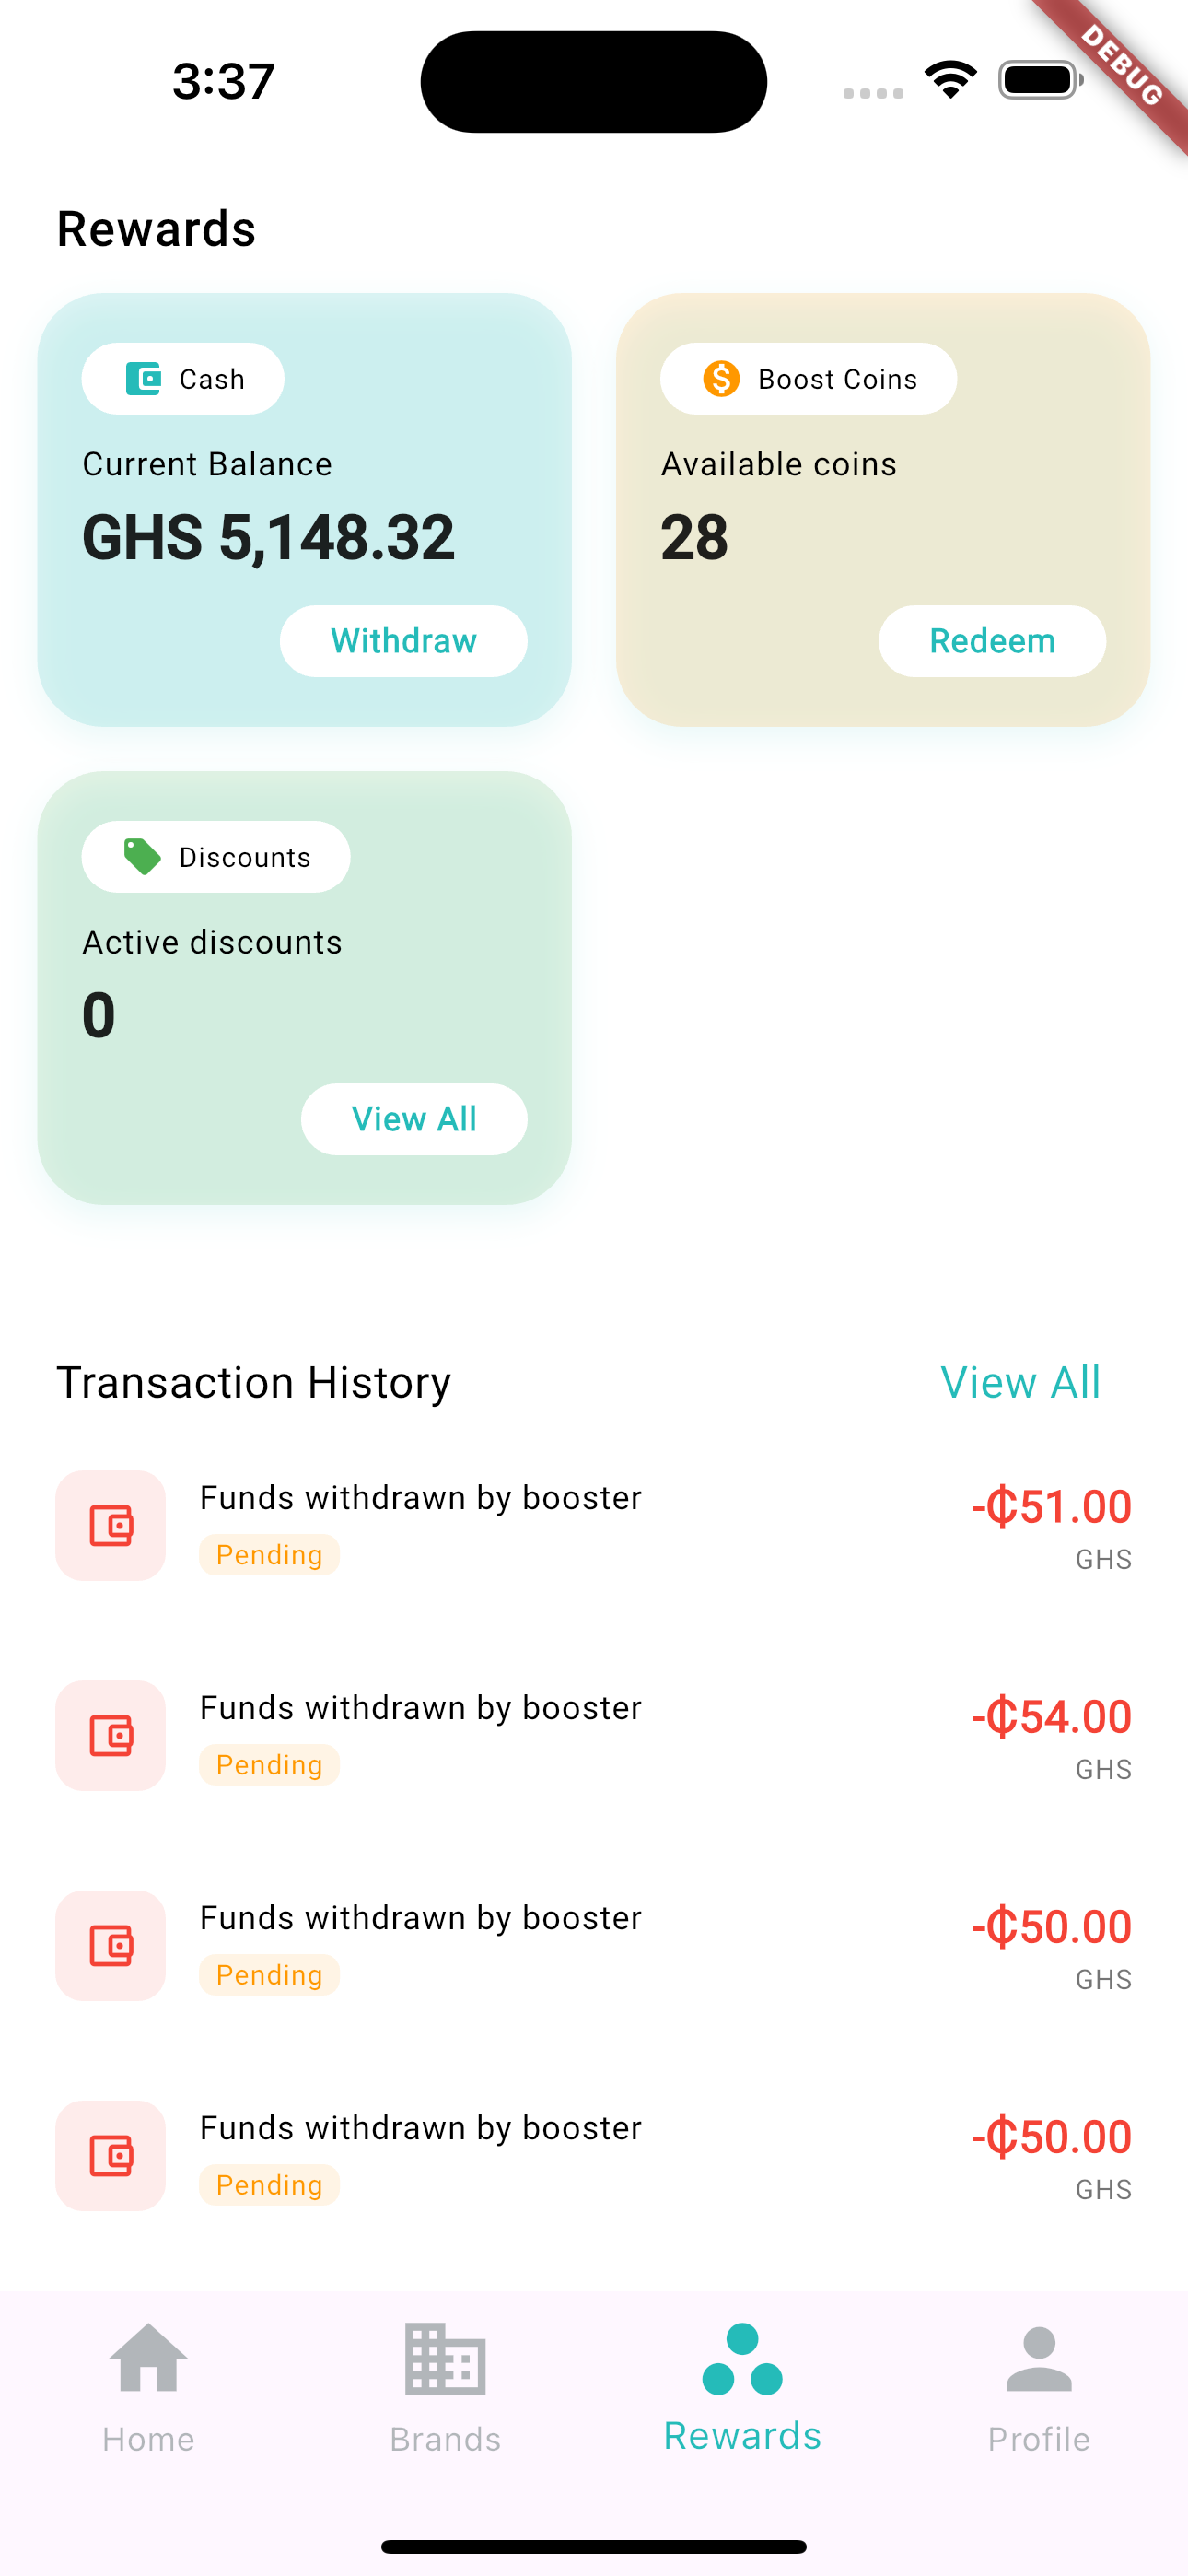 3:37
DEBUG
Rewards
Cash
Current Balance
GHS 5,148.32
Withdraw
Boost Coins
Available coins
28
Redeem
Discounts
Active discounts
0
View All
Transaction History
View All
Funds withdrawn by booster
Pending
-₵51.00
GHS
Funds withdrawn by booster
Pending
-₵54.00
GHS
Funds withdrawn by booster
Pending
-₵50.00
GHS
Funds withdrawn by booster
Pending
-₵50.00
GHS
Home
Brands
Rewards
Profile